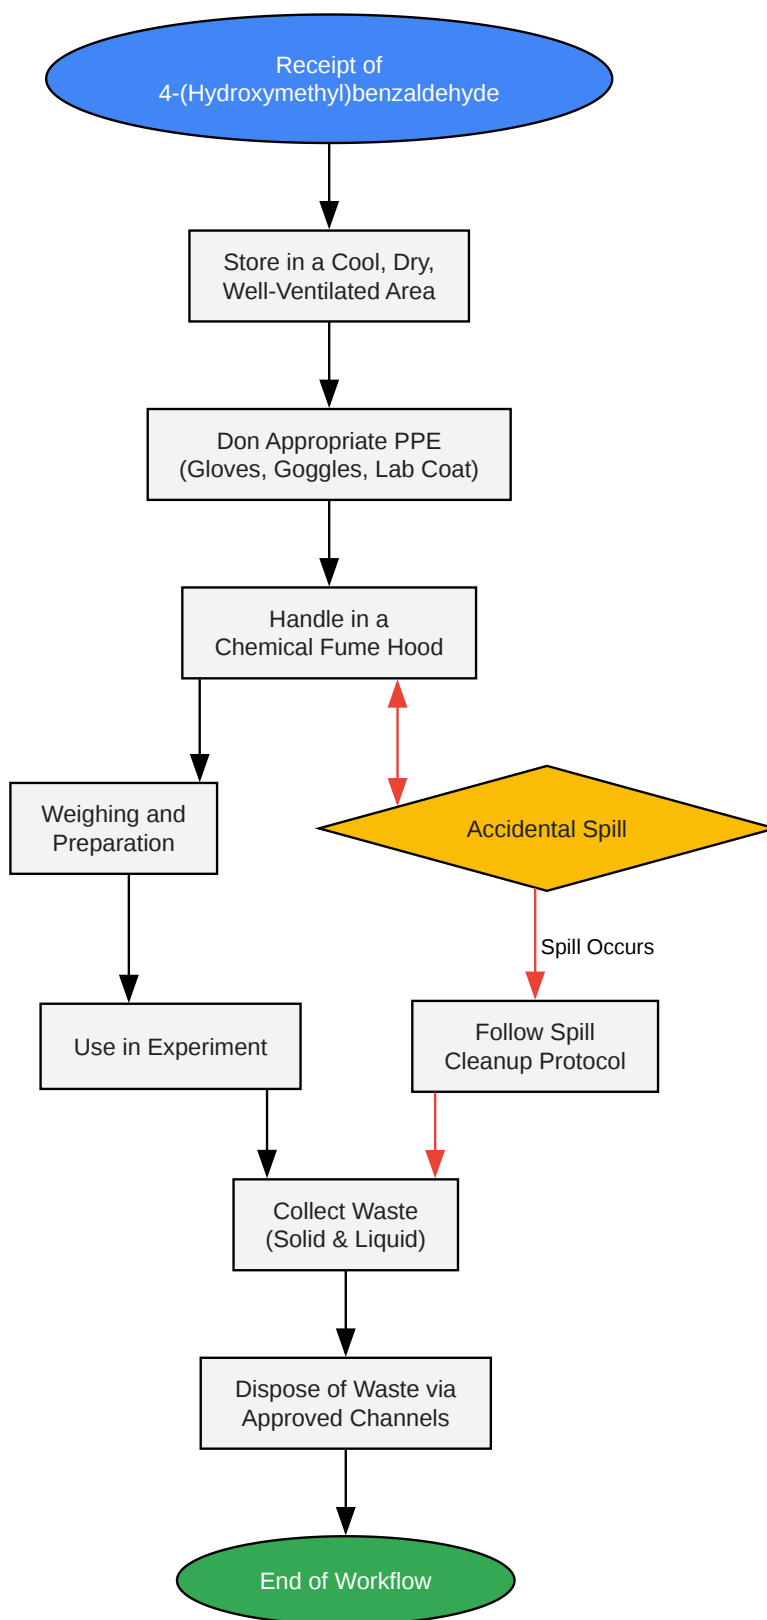 Receipt of
4-(Hydroxymethyl)benzaldehyde
Store in a Cool, Dry,
Well-Ventilated Area
Don Appropriate PPE
(Gloves, Goggles, Lab Coat)
Handle in a
Chemical Fume Hood
Weighing and
Preparation
Accidental Spill
Spill Occurs
Use in Experiment
Follow Spill
Cleanup Protocol
Collect Waste
(Solid & Liquid)
Dispose of Waste via
Approved Channels
End of Workflow